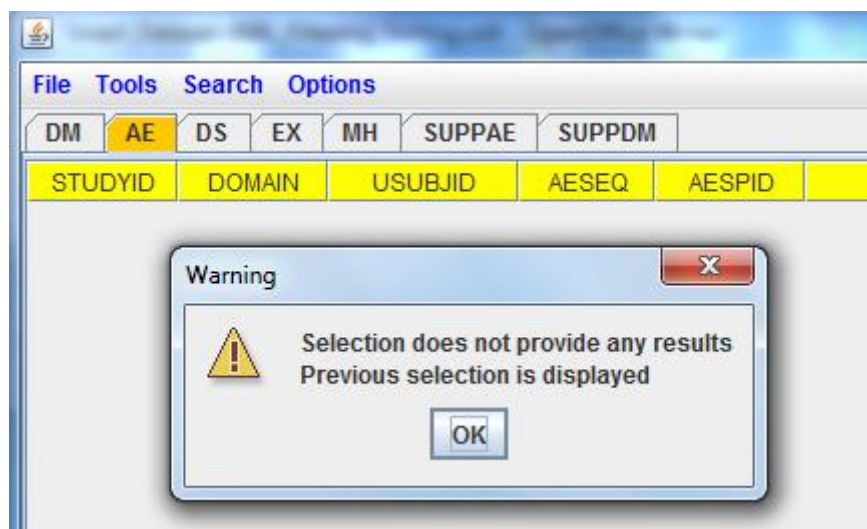 File Tools Search Options
DM AE DS EX MH SUPPAE SUPPDM
STUDYID DOMAIN USUBJID AESEQ AESPID
Warning
Selection does not provide any results
Previous selection is displayed
OK